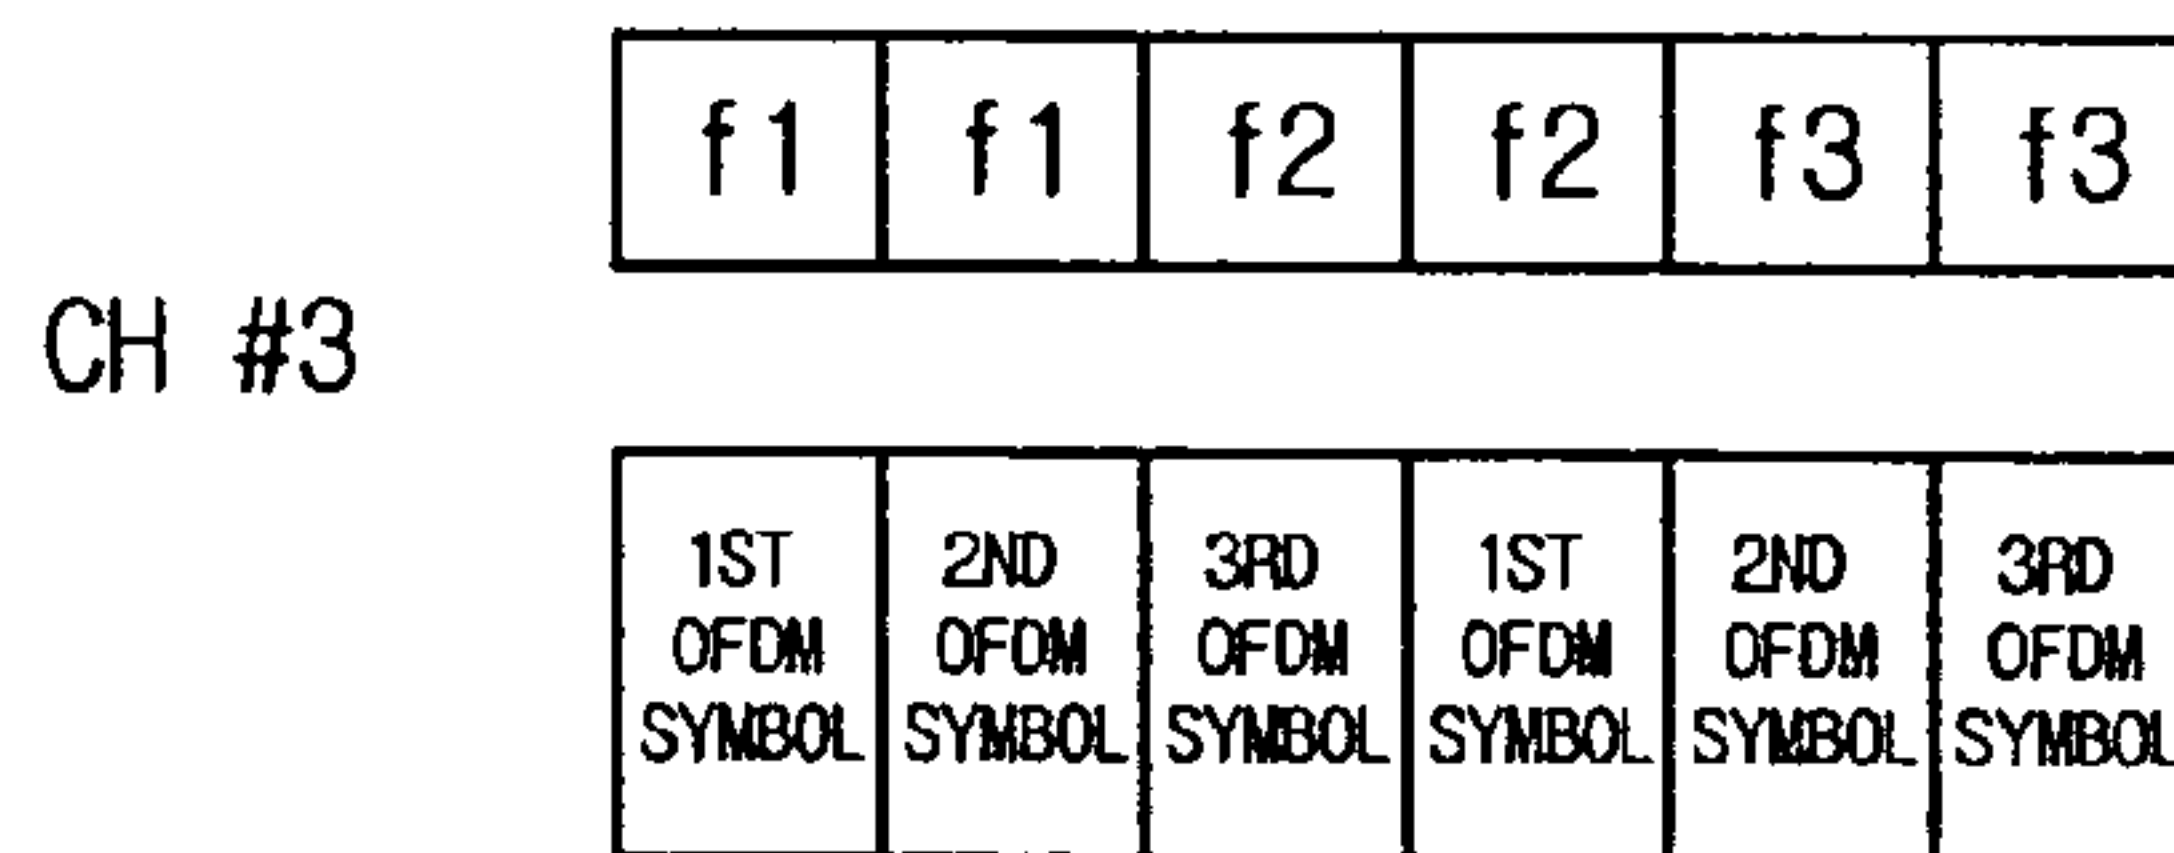 f1 f1 f2 f2 f3 f3
CH #3
1ST 2ND 3RD 1ST 2ND 3RD
OFDM OFDM OFDM OFDM OFDM OFDM
SYMBOL SYMBOL SYMBOL SYMBOL SYMBOL SYMBOL